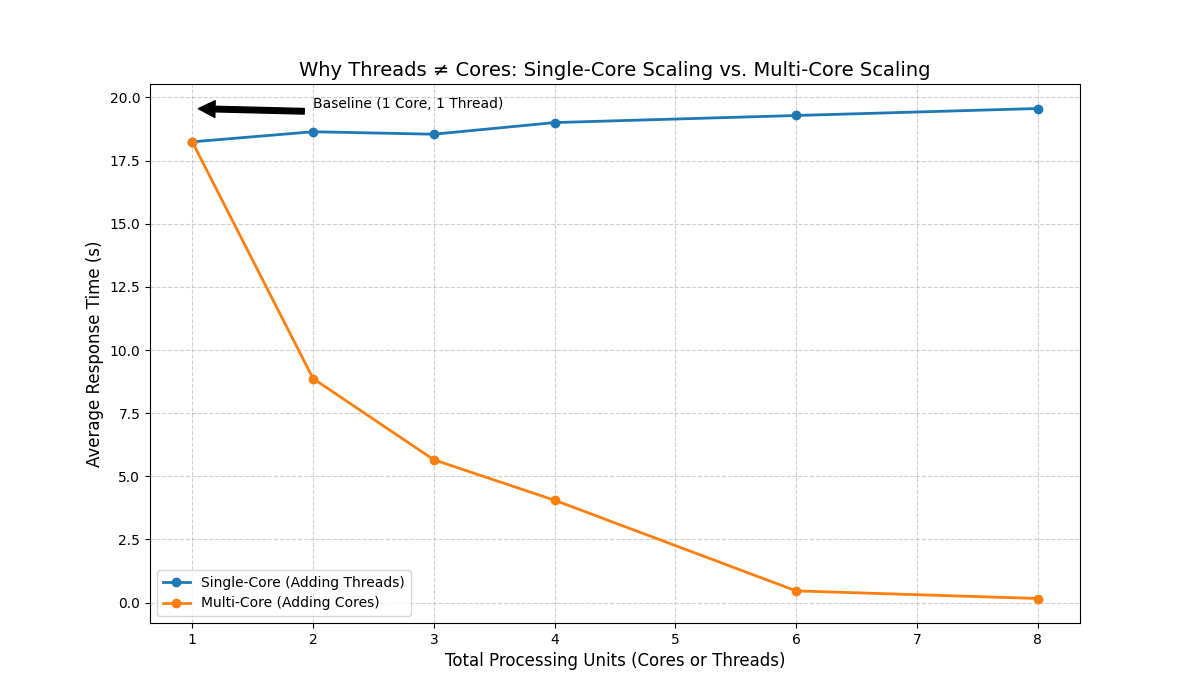 Why Threads ≠ Cores: Single-Core Scaling vs. Multi-Core Scaling
Baseline (1 Core, 1 Thread)
Average Response Time (s)
20.0
17.5
15.0
12.5
10.0
7.5
5.0
2.5
0.0
Single-Core (Adding Threads)
Multi-Core (Adding Cores)
1 2 3 4 5 6 7 8
Total Processing Units (Cores or Threads)